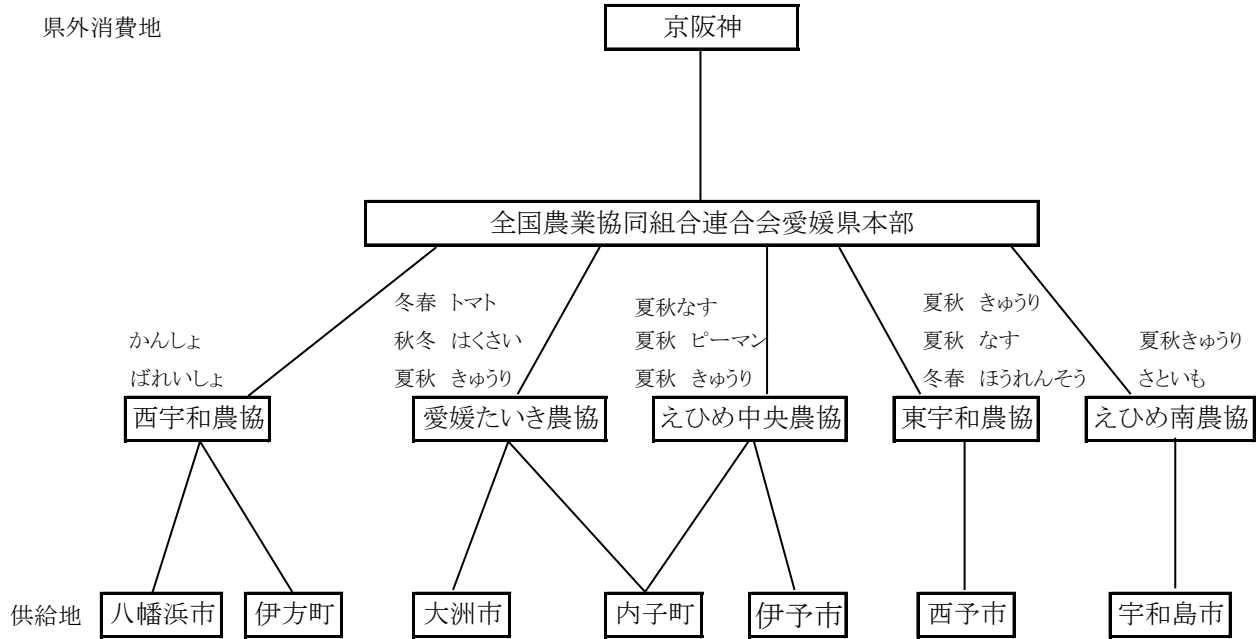 県外消費地
京阪神
全国農業協同組合連合会愛媛県本部
かんしょ
ばれいしょ
冬春 トマト
秋冬 はくさい
夏秋 きゅうり
夏秋なす
夏秋 ピーマン
夏秋 きゅうり
夏秋 きゅうり
夏秋 なす
冬春 ほうれんそう
夏秋きゅうり
さといも
西宇和農協
愛媛たいき農協
えひめ中央農協
東宇和農協
えひめ南農協
供給地
八幡浜市
伊方町
大洲市
内子町
伊予市
西予市
宇和島市